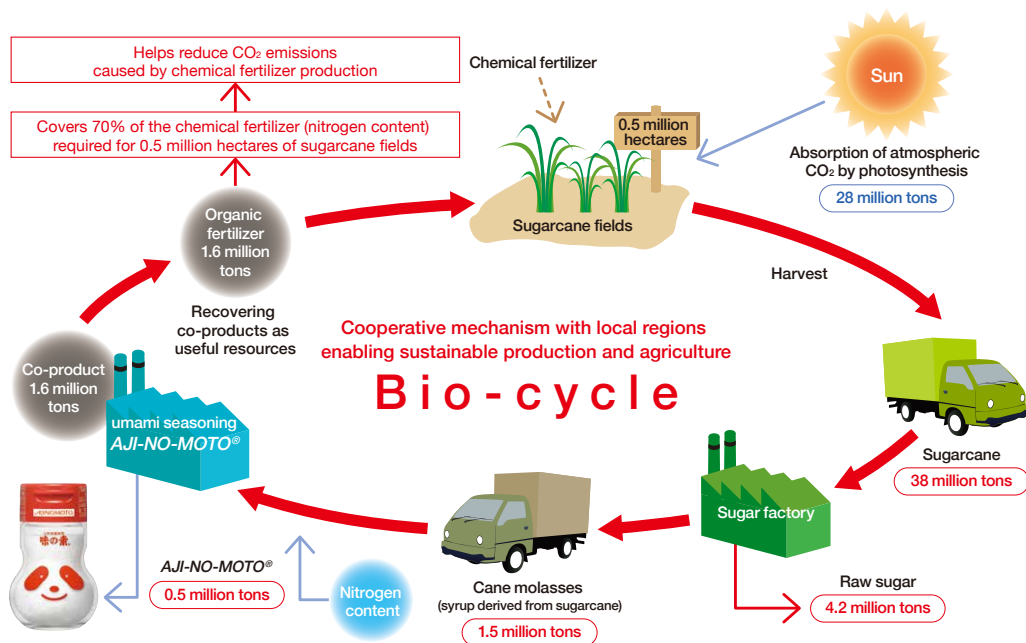 Helps reduce CO₂ emissions
caused by chemical fertilizer production
Covers 70% of the chemical fertilizer (nitrogen content)
required for 0.5 million hectares of sugarcane fields
Chemical fertilizer
0.5 million
hectares
Sugarcane fields
Sun
Absorption of atmospheric
CO₂ by photosynthesis
28 million tons
Organic
fertilizer
1.6 million
tons
Recovering
co-products as
useful resources
Harvest
Cooperative mechanism with local regions
enabling sustainable production and agriculture
Bio-cycle
Co-product
1.6 million
tons
umami seasoning
AJI-NO-MOTO®
Sugarcane
38 million tons
Sugar factory
Raw sugar
4.2 million tons
Cane molasses
(syrup derived from sugarcane)
1.5 million tons
Nitrogen
content
AJI-NO-MOTO®
0.5 million tons
AJINOMOTO
味の素